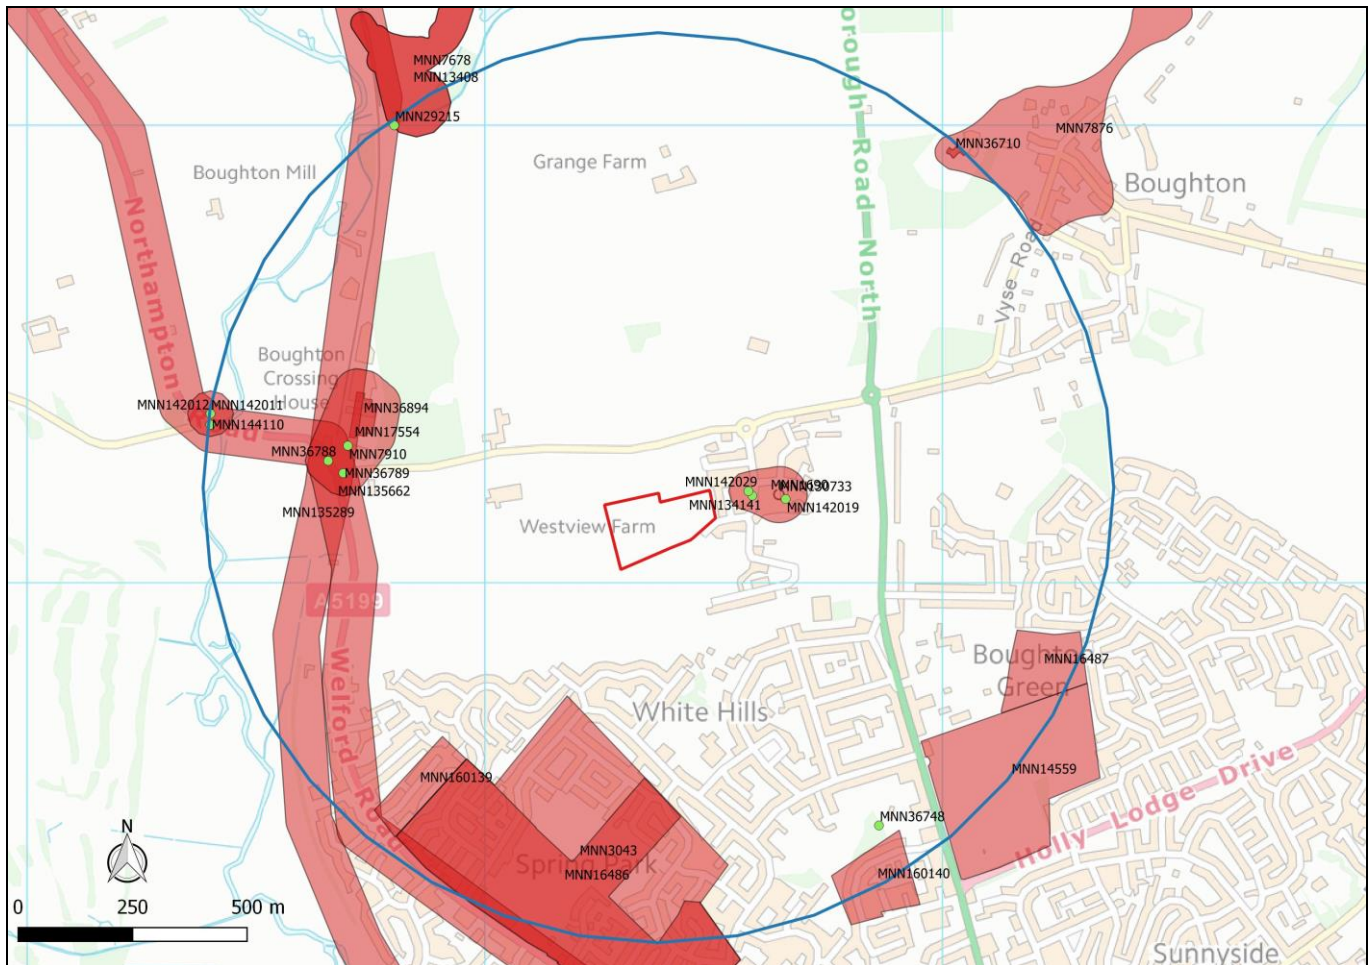 MNN7678
MNN13408
MNN29215
Boughton Mill
Grange Farm
orough Road North
MNN36710
MNN7876
Boughton
Vyse Road
Northampton
Road
Boughton
Crossing
House
MNN142012
MNN142011
MNN144110
MNN36894
MNN17554
MNN36788
MNN7910
MNN36789
MNN135662
MNN135289
Westview Farm
MNN142029
MNN130733
MNN134141
MNN142019
A5199
Welford
Road
Boughton
Green
MNN16487
White Hills
MNN14559
MNN160139
MNN3043
Spring Park
MNN16486
MNN36748
MNN160140
Holly Lodge Drive
Sunnyside
N
0 250 500 m